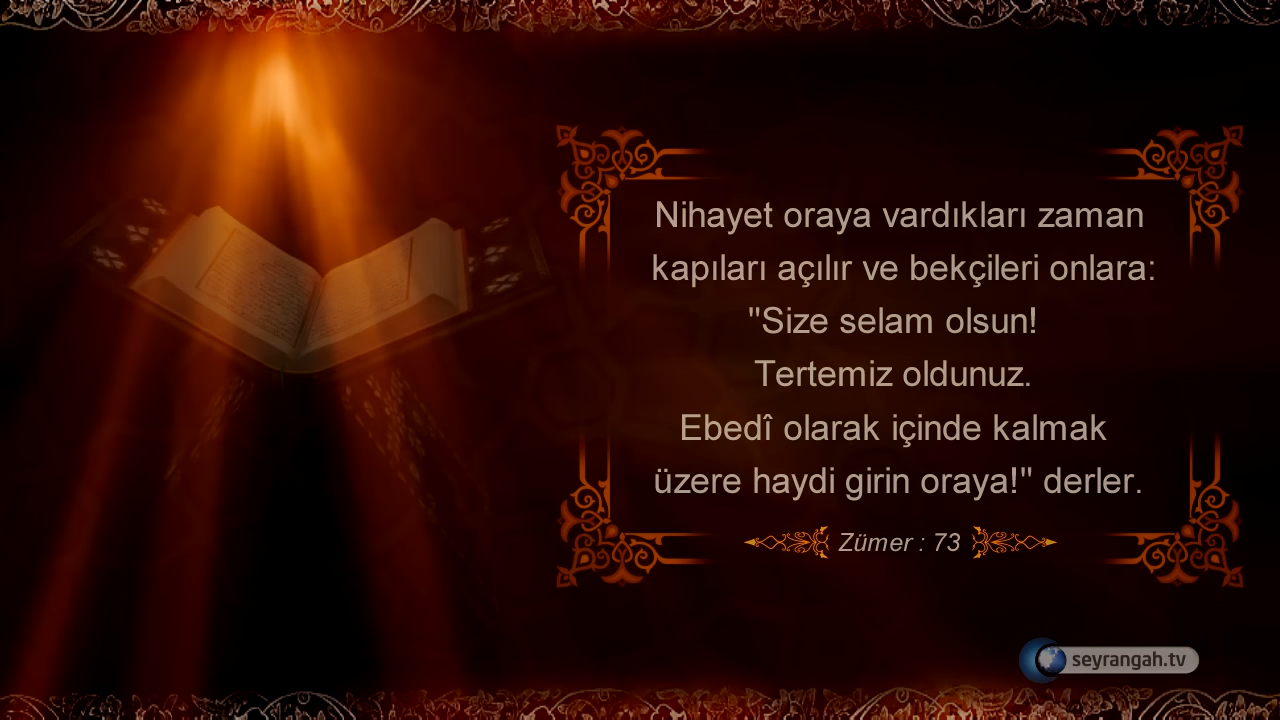 Nihayet oraya vardıkları zaman
kapıları açılır ve bekçileri onlara:
"Size selam olsun!
Tertemiz oldunuz.
Ebedî olarak içinde kalmak
üzere haydi girin oraya!" derler.
Zümer : 73
seyrangah.tv